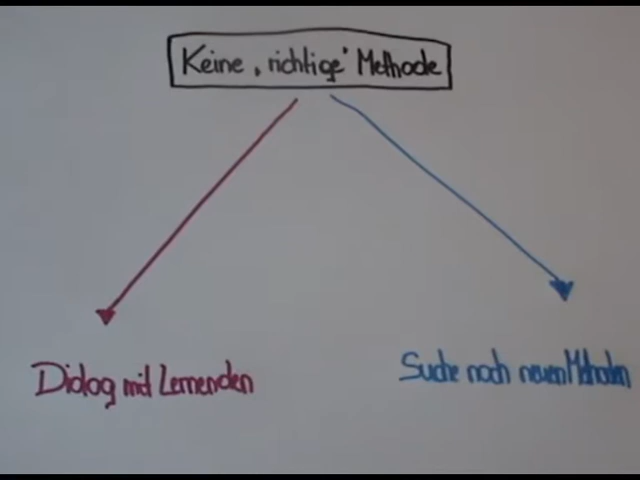 Keine ‚richtige' Methode
Dialog mit Lernenden
Suche nach neuen Methoden